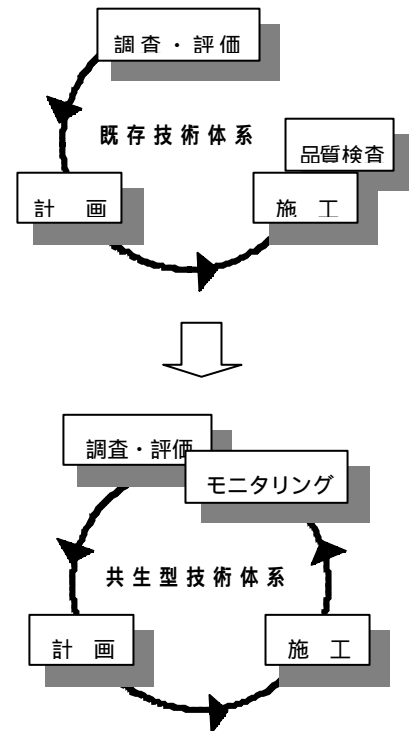 調査・評価
既存技術体系
品質検査
計 画
施 工
調査・評価
モニタリング
共生型技術体系
計 画
施 工